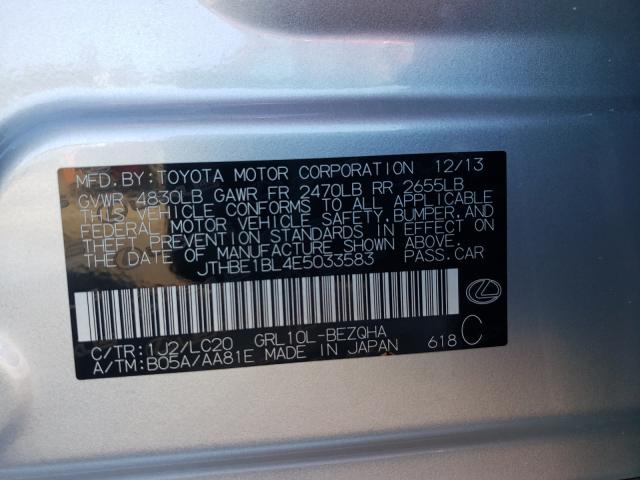 MFD. BY: TOYOTA MOTOR CORPORATION 12/13
GVWR 4830LB GAWR FR 2470LB RR 2655LB
THIS VEHICLE CONFORMS TO ALL APPLICABLE
FEDERAL MOTOR VEHICLE SAFETY, BUMPER, AND
THEFT PREVENTION STANDARDS IN EFFECT ON
THE DATE OF MANUFACTURE SHOWN ABOVE.
JTHBE1BL4E5033583 PASS. CAR
C/TR: 1J2/LC20 GRL10L-BEZQHA
A/TM: B05A/AA81E MADE IN JAPAN 618 C